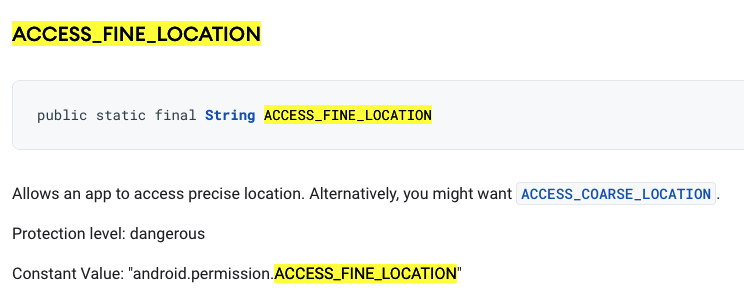 ACCESS_FINE_LOCATION
public static final String ACCESS_FINE_LOCATION
Allows an app to access precise location. Alternatively, you might want ACCESS_COARSE_LOCATION.
Protection level: dangerous
Constant Value: "android.permission.ACCESS_FINE_LOCATION"